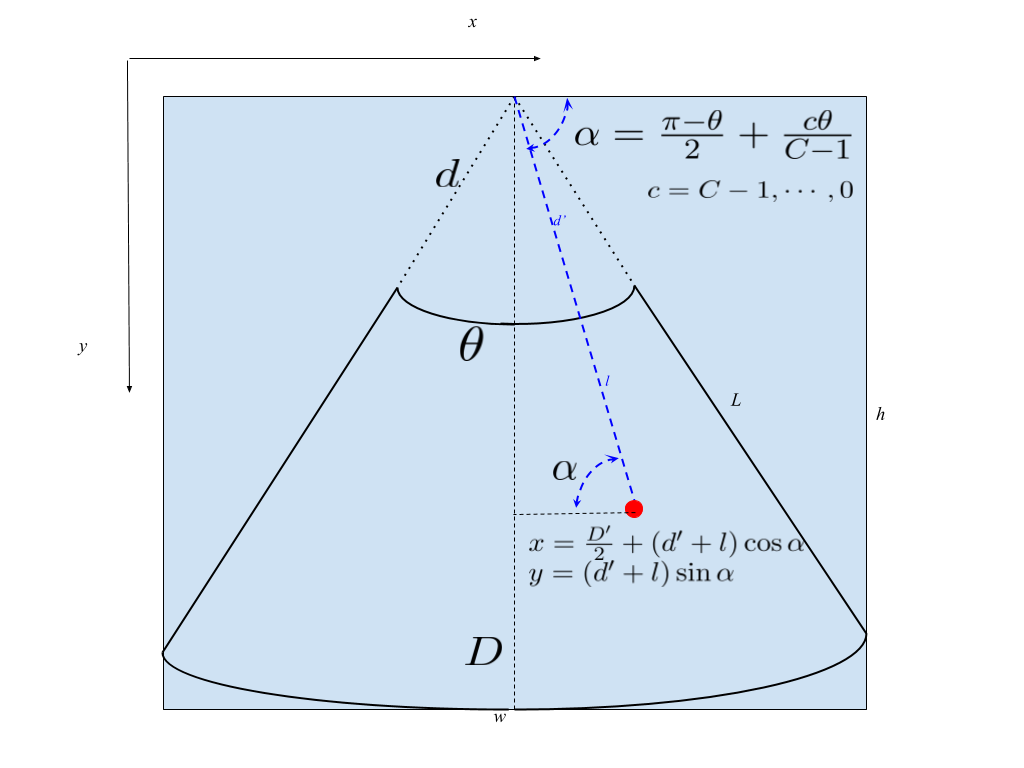 x
α = π−θ/2 + cθ/C−1
c = C − 1, ⋯ , 0
d
d'
y
θ
l
L
h
α
x = D′/2 + (d′ + l) cos α
y = (d′ + l) sin α
D
w